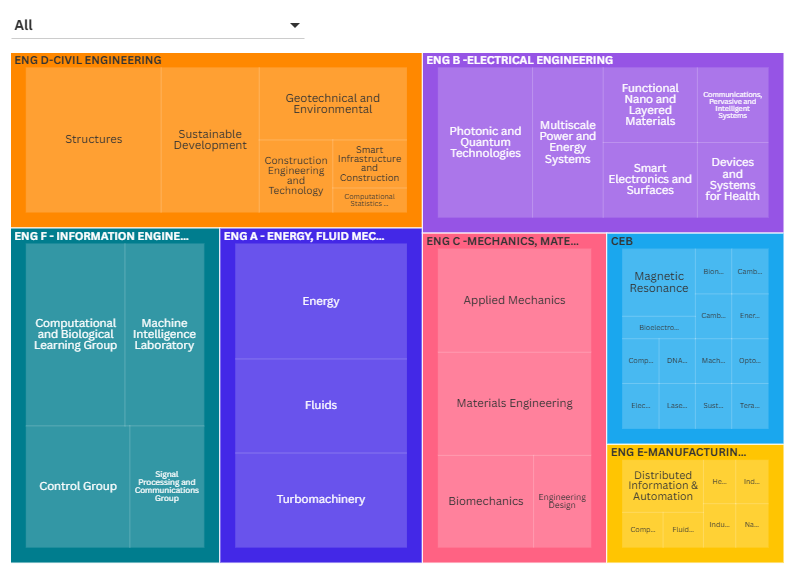 All
ENG D-CIVIL ENGINEERING
Structures
Sustainable
Development
Geotechnical and
Environmental
Construction
Engineering
and
Technology
Smart
Infrastructure
and
Construction
Computational
Statistics ...
ENG B -ELECTRICAL ENGINEERING
Photonic and
Quantum
Technologies
Multiscale
Power and
Energy
Systems
Functional
Nano and
Layered
Materials
Communications,
Pervasive and
Intelligent
Systems
Smart
Electronics and
Surfaces
Devices
and
Systems
for Health
ENG F - INFORMATION ENGINE...
Computational
and Biological
Learning Group
Machine
Intelligence
Laboratory
Control Group
Signal
Processing and
Communications
Group
ENG A - ENERGY, FLUID MEC...
Energy
Fluids
Turbomachinery
ENG C -MECHANICS, MATE...
Applied Mechanics
Materials Engineering
Biomechanics
Engineering
Design
CEB
Magnetic
Resonance
Bioelectro...
Bion...
Camb...
Camb...
Ener...
Comp...
DNA...
Mach...
Opto...
Elec...
Lase...
Sust...
Tera...
ENG E-MANUFACTURIN...
Distributed
Information &
Automation
He...
Ind...
Comp...
Fluid...
Indu...
Na...